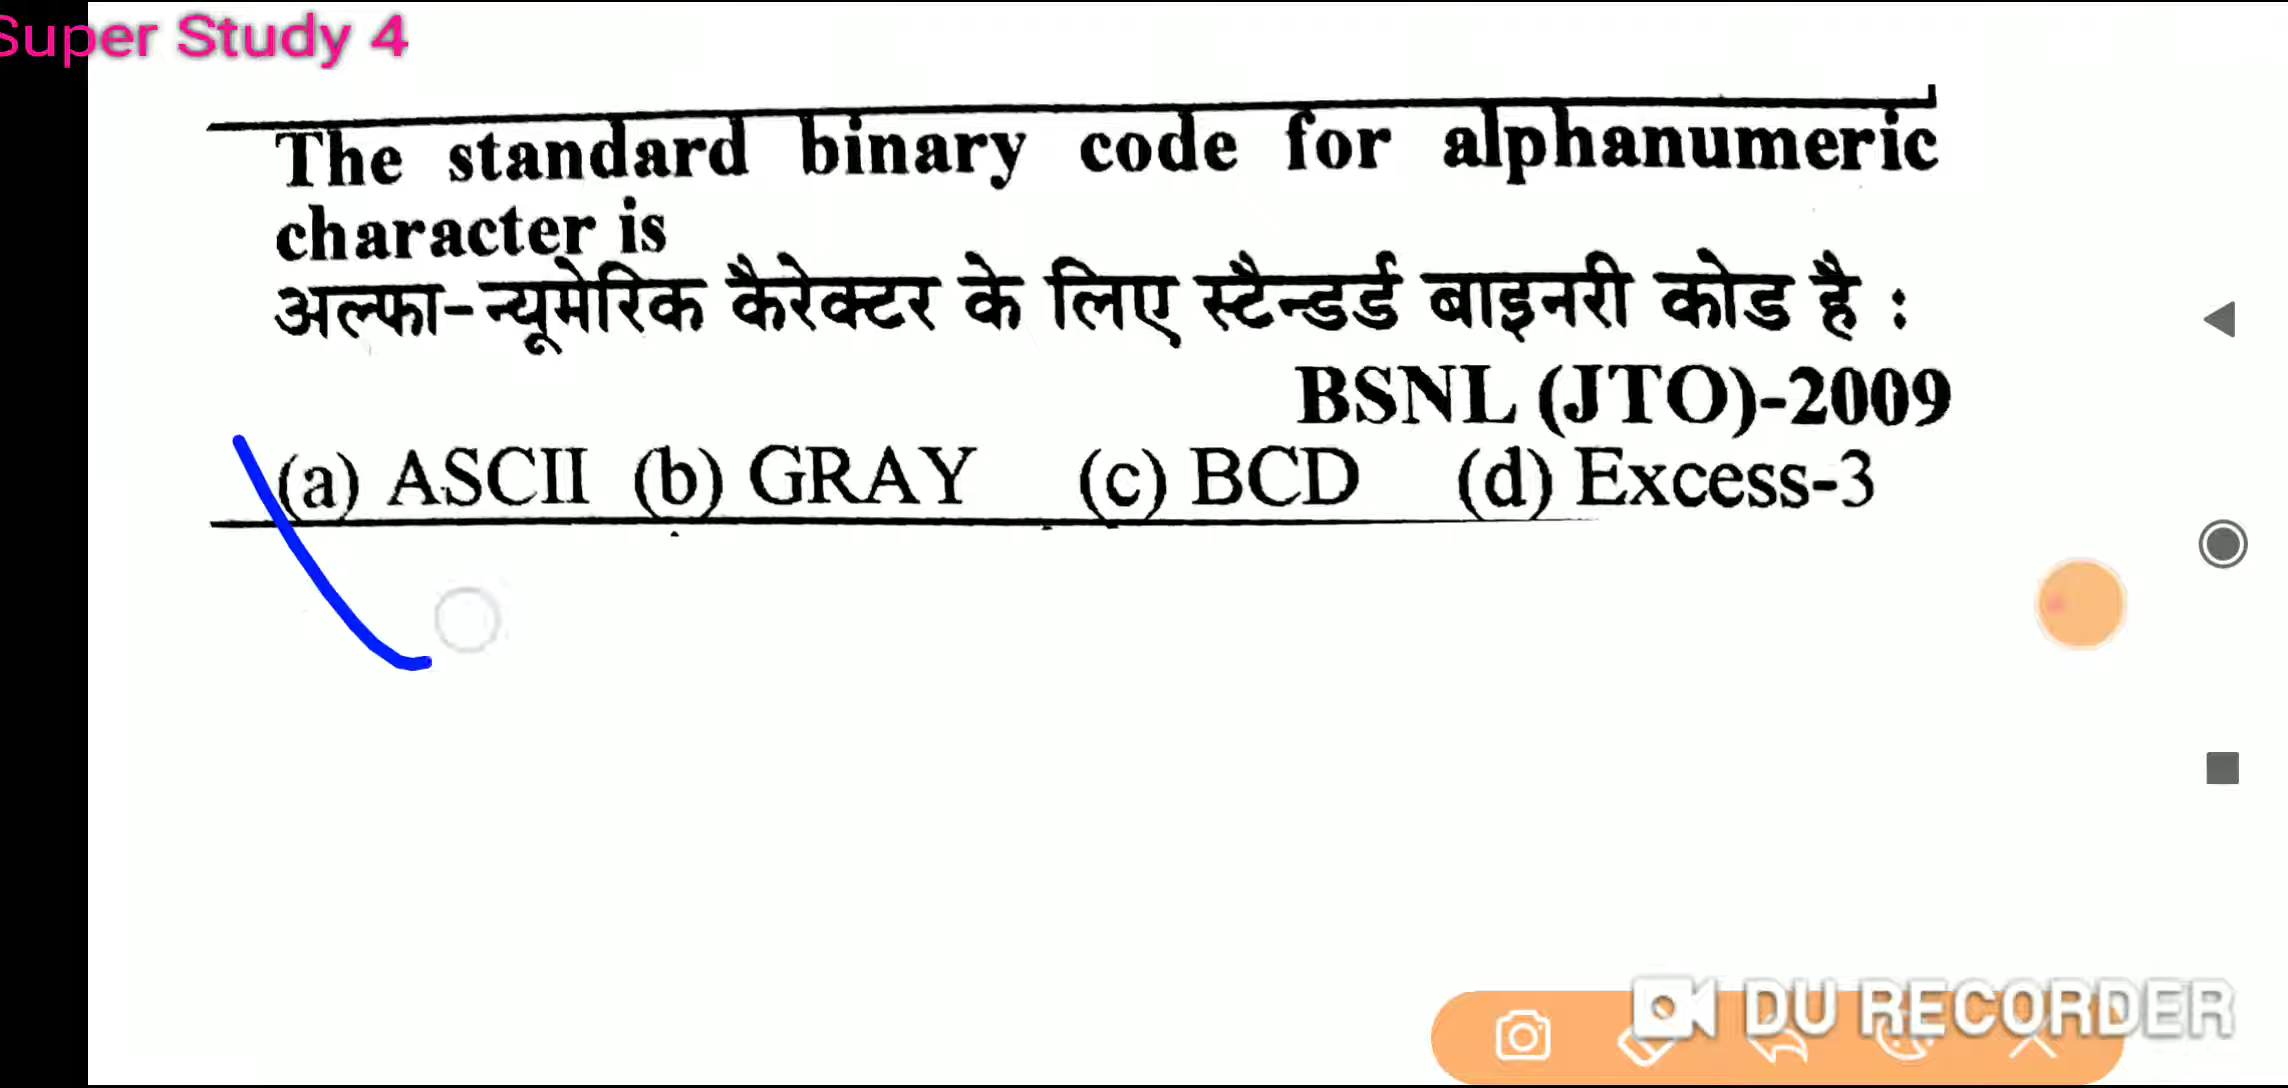 Super Study 4
The standard binary code for alphanumeric
character is
अल्फा-न्यूमेरिक कैरेक्टर के लिए स्टैन्डर्ड बाइनरी कोड है :
BSNL (JTO)-2009
(a) ASCII (b) GRAY (c) BCD (d) Excess-3
DU RECORDER